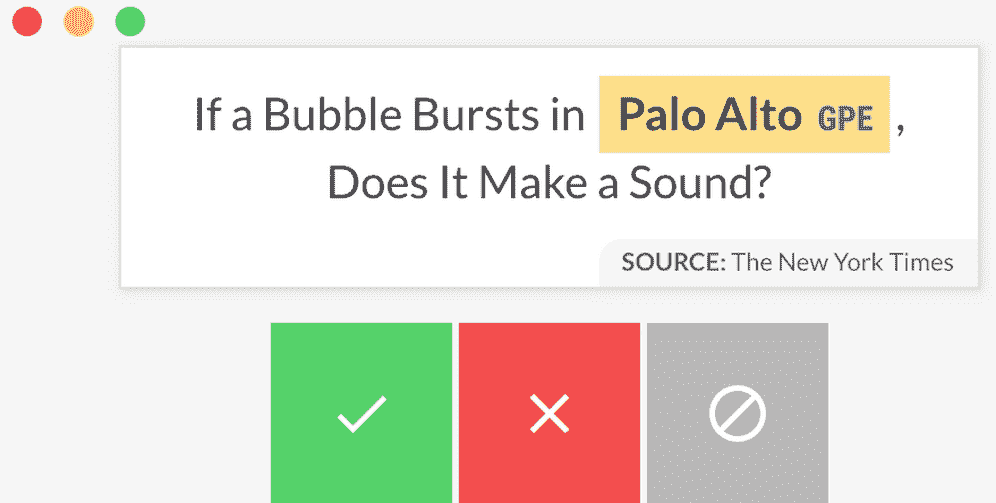 If a Bubble Bursts in Palo Alto GPE ,
Does It Make a Sound?
SOURCE: The New York Times